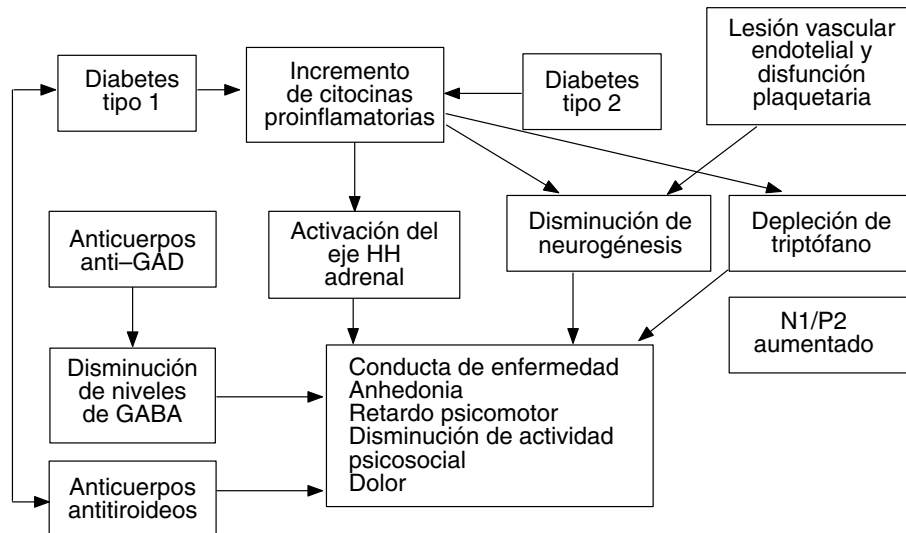 Lesión vascular
endotelial y
disfunción
plaquetaria
Diabetes
tipo 1
Incremento
de citocinas
proinflamatorias
Diabetes
tipo 2
Anticuerpos
anti–GAD
Activación del
eje HH
adrenal
Disminución de
neurogénesis
Depleción de
triptófano
N1/P2
aumentado
Disminución
de niveles
de GABA
Conducta de enfermedad
Anhedonia
Retardo psicomotor
Disminución de actividad
psicosocial
Dolor
Anticuerpos
antitiroideos